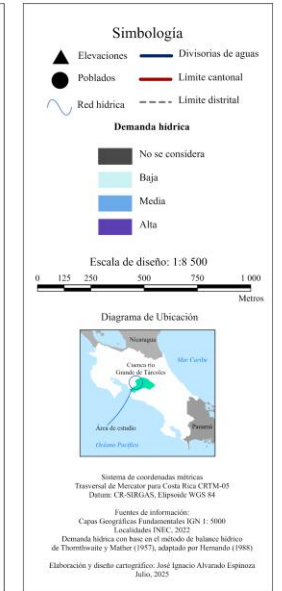 Simbología
Elevaciones
Divisorias de aguas
Poblados
Límite cantonal
Red hídrica
Límite distrital
Demanda hídrica
No se considera
Baja
Media
Alta
Escala de diseño: 1:8 500
0 125 250 500 750 1 000
Metros
Diagrama de Ubicación
Nicaragua
Mar Caribe
Cuenca río
Grande de Tárcoles
Área de estudio
Panamá
Océano Pacífico
Sistema de coordenadas métricas
Trasversal de Mercator para Costa Rica CRTM-05
Datum: CR-SIRGAS, Elipsoide WGS 84
Fuentes de información:
Capas Geográficas Fundamentales IGN 1: 5000
Localidades INEC, 2022
Demanda hídrica con base en el método de balance hídrico
de Thornthwaite y Mather (1957), adaptado por Hernando (1988)
Elaboración y diseño cartográfico: José Ignacio Alvarado Espinoza
Julio, 2025